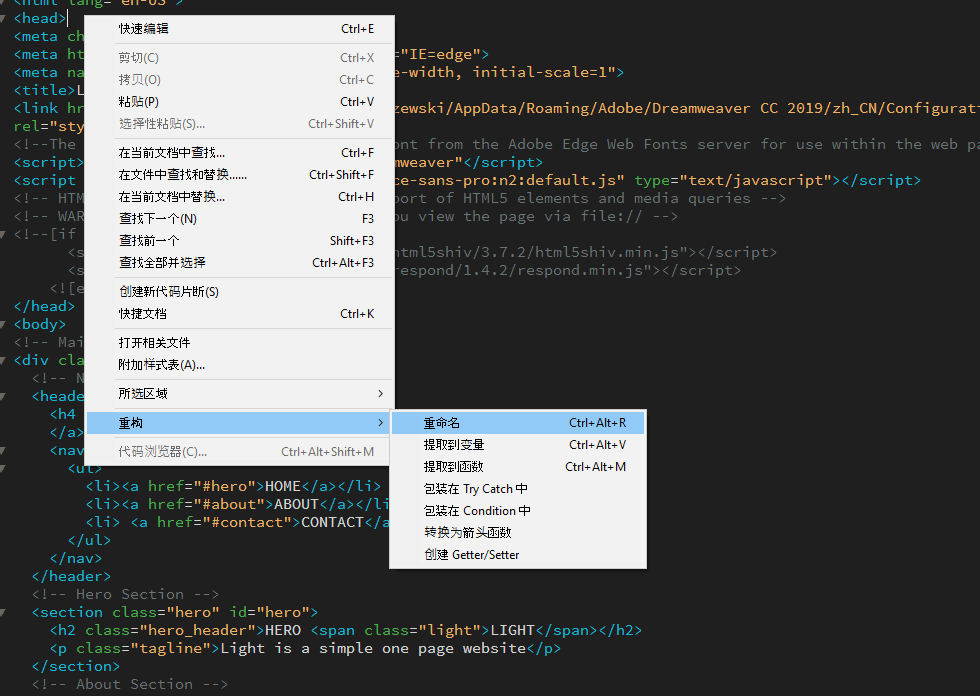 <html lang="en-US">
<head>
快速编辑 Ctrl+E
<meta ch
剪切(C) Ctrl+X
="IE=edge">
<meta ht
拷贝(O) Ctrl+C
e-width, initial-scale=1">
<meta na
粘贴(P) Ctrl+V
<title>L
选择性粘贴(S)... Ctrl+Shift+V
<link hr
zewski/AppData/Roaming/Adobe/Dreamweaver CC 2019/zh_CN/Configurat
rel="sty
在当前文档中查找... Ctrl+F
<!--The
ont from the Adobe Edge Web Fonts server for use within the web pa
在文件中查找和替换...... Ctrl+Shift+F
<script>
mweaver"</script>
在当前文档中替换... Ctrl+H
<script
ce-sans-pro:n2:default.js" type="text/javascript"></script>
查找下一个(N) F3
<!-- HTM
port of HTML5 elements and media queries -->
查找前一个 Shift+F3
<!-- WAR
ou view the page via file:// -->
查找全部并选择 Ctrl+Alt+F3
<!--[if
<s
html5shiv/3.7.2/html5shiv.min.js"></script>
<s
respond/1.4.2/respond.min.js"></script>
创建新代码片断(S)
<![e
快捷文档 Ctrl+K
</head>
<body>
打开相关文件
<!-- Mai
附加样式表(A)...
<div cla
<!-- N
所选区域
<heade
重构
<h4
</a>
代码浏览器(C)... Ctrl+Alt+Shift+M
<nav
重命名 Ctrl+Alt+R
提取到变量 Ctrl+Alt+V
提取到函数 Ctrl+Alt+M
包装在 Try Catch 中
包装在 Condition 中
转换为箭头函数
创建 Getter/Setter
<ul>
<li><a href="#hero">HOME</a></li>
<li><a href="#about">ABOUT</a></li
<li> <a href="#contact">CONTACT</a
</ul>
</nav>
</header>
<!-- Hero Section -->
<section class="hero" id="hero">
<h2 class="hero_header">HERO <span class="light">LIGHT</span></h2>
<p class="tagline">Light is a simple one page website</p>
</section>
<!-- About Section -->